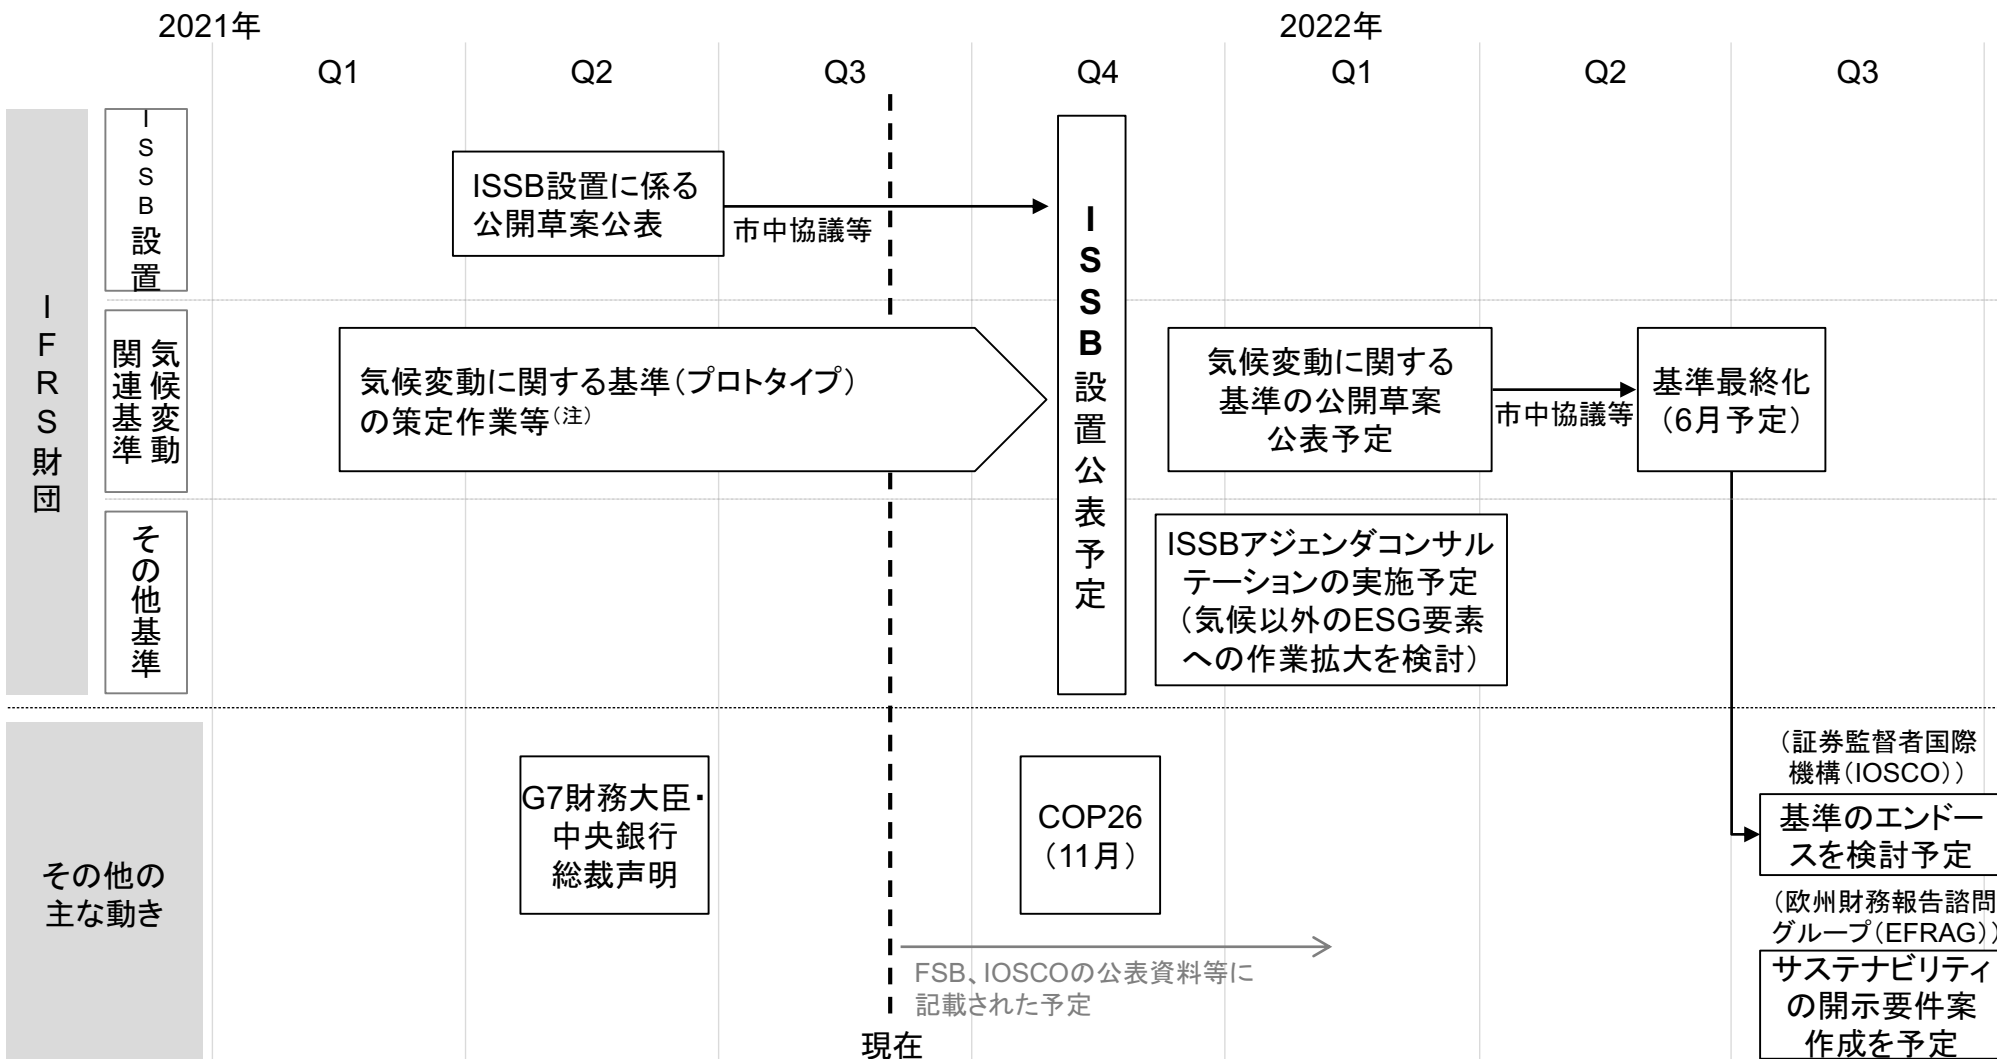 2021年
2022年
Q1
Q2
Q3
Q4
Q1
Q2
Q3
IFRS財団
ISSB設置
ISSB設置に係る
公開草案公表
市中協議等
ISSB設置公表予定
気候変動
関連基準
気候変動に関する基準（プロトタイプ）
の策定作業等（注）
気候変動に関する
基準の公開草案
公表予定
市中協議等
基準最終化
（6月予定）
その他基準
ISSBアジェンダコンサル
テーションの実施予定
（気候以外のESG要素
への作業拡大を検討）
その他の
主な動き
G7財務大臣・
中央銀行
総裁声明
COP26
（11月）
（証券監督者国際
機構（IOSCO））
基準のエンドー
スを検討予定
（欧州財務報告諮問
グループ（EFRAG））
サステナビリティ
の開示要件案
作成を予定
FSB、IOSCOの公表資料等に
記載された予定
現在